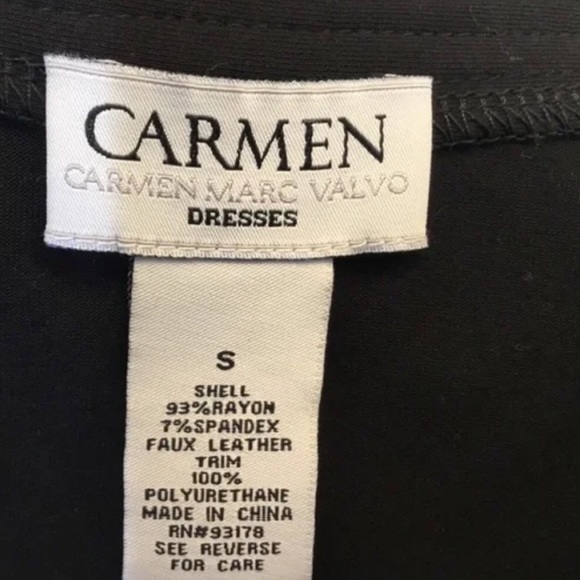 CARMEN
CARMEN MARC VALVO
DRESSES
S
SHELL
93%RAYON
7%SPANDEX
FAUX LEATHER
TRIM
100%
POLYURETHANE
MADE IN CHINA
RN#93178
SEE REVERSE
FOR CARE